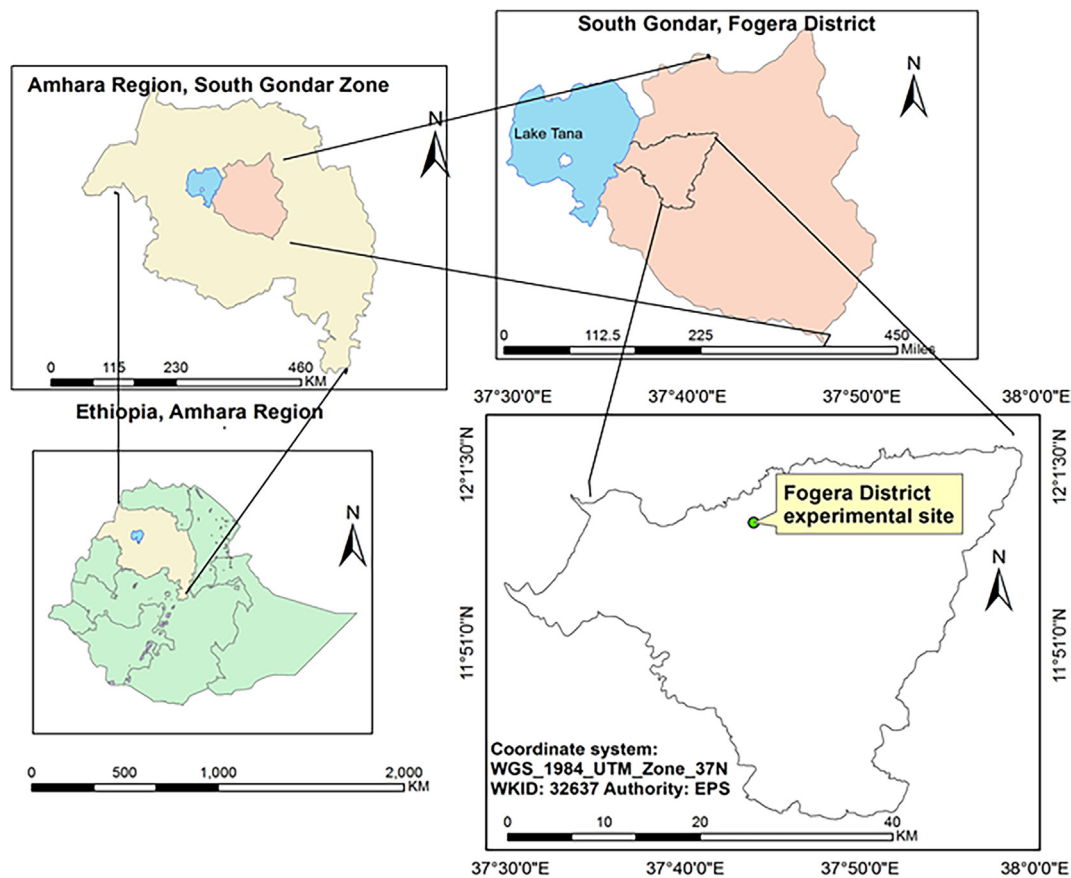 Amhara Region, South Gondar Zone
N
0 115 230 460
KM
South Gondar, Fogera District
N
Lake Tana
0 112.5 225 450
Miles
Ethiopia, Amhara Region
N
0 500 1,000 2,000
KM
37°30'0"E 37°40'0"E 37°50'0"E 38°0'0"E
12°1'30"N
12°1'30"N
Fogera District
experimental site
N
11°51'0"N
11°51'0"N
Coordinate system:
WGS_1984_UTM_Zone_37N
WKID: 32637 Authority: EPS
0 10 20 40
KM
37°30'0"E 37°40'0"E 37°50'0"E 38°0'0"E